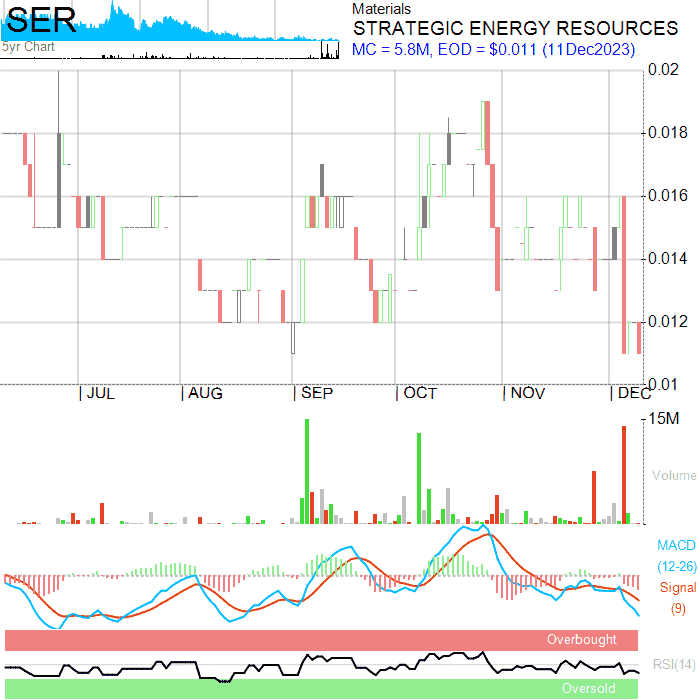 SER
5yr Chart
Materials
STRATEGIC ENERGY RESOURCES
MC = 5.8M, EOD = $0.011 (11Dec2023)
0.02
0.018
0.016
0.014
0.012
0.01
JUL AUG SEP OCT NOV DEC
15M
Volume
MACD
(12-26)
Signal
(9)
Overbought
RSI(14)
Oversold